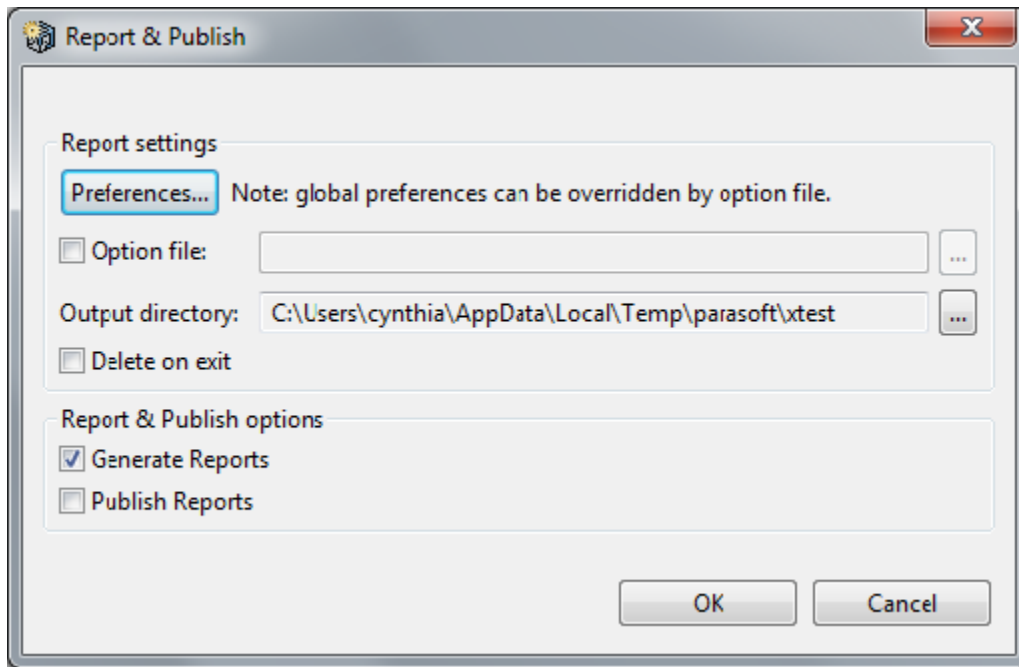 Report & Publish
Report settings
Preferences... Note: global preferences can be overridden by option file.
Option file: ...
Output directory: C:\Users\cynthia\AppData\Local\Temp\parasoft\xtest ...
Delete on exit
Report & Publish options
Generate Reports
Publish Reports
OK Cancel